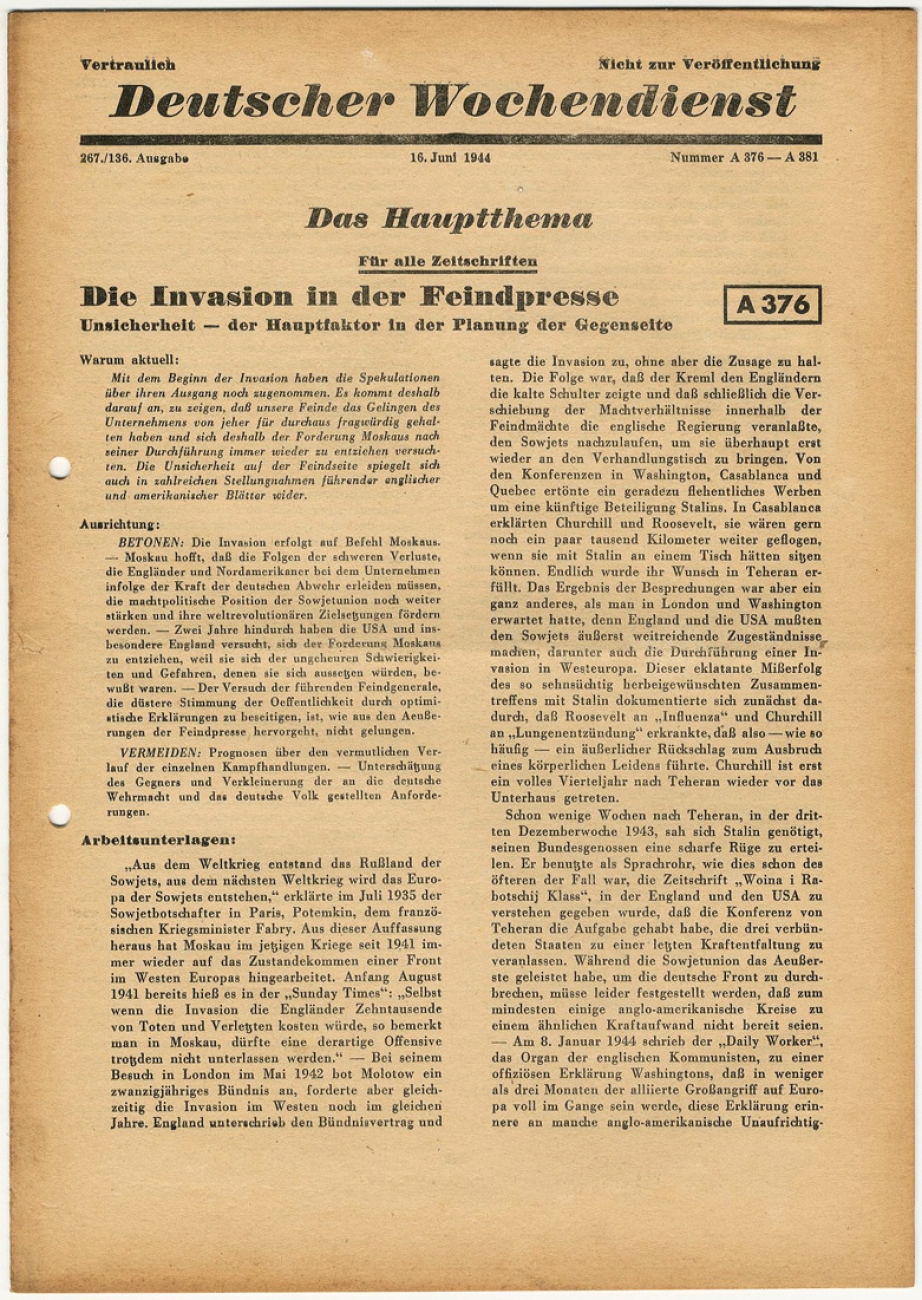 Vertraulich
Nicht zur Veröffentlichung
Deutscher Wochendienst
267./136. Ausgabe
16. Juni 1944
Nummer A 376 — A 381
Das Hauptthema
Für alle Zeitschriften
Die Invasion in der Feindpresse
A 376
Unsicherheit — der Hauptfaktor in der Planung der Gegenseite
Warum aktuell:
Mit dem Beginn der Invasion haben die Spekulationen
über ihren Ausgang noch zugenommen. Es kommt deshalb
darauf an, zu zeigen, daß unsere Feinde das Gelingen des
Unternehmens von jeher für durchaus fragwürdig gehal-
ten haben und sich deshalb der Forderung Moskaus nach
seiner Durchführung immer wieder zu entziehen versuch-
ten. Die Unsicherheit auf der Feindseite spiegelt sich
auch in zahlreichen Stellungnahmen führender englischer
und amerikanischer Blätter wider.
Ausrichtung:
BETONEN: Die Invasion erfolgt auf Befehl Moskaus.
— Moskau hofft, daß die Folgen der schweren Verluste,
die Engländer und Nordamerikaner bei dem Unternehmen
infolge der Kraft der deutschen Abwehr erleiden müssen,
die machtpolitische Position der Sowjetunion noch weiter
stärken und ihre weltrevolutionären Zielsetzungen fördern
werden. — Zwei Jahre hindurch haben die USA und ins-
besondere England versucht, sich der Forderung Moskaus
zu entziehen, weil sie sich der ungeheuren Schwierigkei-
ten und Gefahren, denen sie sich aussetzen würden, be-
wußt waren. — Der Versuch der führenden Feindgenerale,
die düstere Stimmung der Oeffentlichkeit durch optimi-
stische Erklärungen zu beseitigen, ist, wie aus den Aeuße-
rungen der Feindpresse hervorgeht, nicht gelungen.
VERMEIDEN: Prognosen über den vermutlichen Ver-
lauf der einzelnen Kampfhandlungen. — Unterschätzung
des Gegners und Verkleinerung der an die deutsche
Wehrmacht und das deutsche Volk gestellten Anforde-
rungen.
Arbeitsunterlagen:
„Aus dem Weltkrieg entstand das Rußland der
Sowjets, aus dem nächsten Weltkrieg wird das Euro-
pa der Sowjets entstehen,“ erklärte im Juli 1935 der
Sowjetbotschafter in Paris, Potemkin, dem franzö-
sischen Kriegsminister Fabry. Aus dieser Auffassung
heraus hat Moskau im jetzigen Kriege seit 1941 im-
mer wieder auf das Zustandekommen einer Front
im Westen Europas hingearbeitet. Anfang August
1941 bereits hieß es in der „Sunday Times“: „Selbst
wenn die Invasion die Engländer Zehntausende
von Toten und Verletzten kosten würde, so bemerkt
man in Moskau, dürfte eine derartige Offensive
trotzdem nicht unterlassen werden.“ — Bei seinem
Besuch in London im Mai 1942 bot Molotow ein
zwanzigjähriges Bündnis an, forderte aber gleich-
zeitig die Invasion im Westen noch im gleichen
Jahre. England unterschrieb den Bündnisvertrag und
sagte die Invasion zu, ohne aber die Zusage zu hal-
ten. Die Folge war, daß der Kreml den Engländern
die kalte Schulter zeigte und daß schließlich die Ver-
schiebung der Machtverhältnisse innerhalb der
Feindmächte die englische Regierung veranlaßte,
den Sowjets nachzulaufen, um sie überhaupt erst
wieder an den Verhandlungstisch zu bringen. Von
den Konferenzen in Washington, Casablanca und
Quebec ertönte ein geradezu flehentliches Werben
um eine künftige Beteiligung Stalins. In Casablanca
erklärten Churchill und Roosevelt, sie wären gern
noch ein paar tausend Kilometer weiter geflogen,
wenn sie mit Stalin an einem Tisch hätten sitzen
können. Endlich wurde ihr Wunsch in Teheran er-
füllt. Das Ergebnis der Besprechungen war aber ein
ganz anderes, als man in London und Washington
erwartet hatte, denn England und die USA mußten
den Sowjets äußerst weitreichende Zugeständnisse
machen, darunter auch die Durchführung einer In-
vasion in Westeuropa. Dieser eklatante Mißerfolg
des so sehnsüchtig herbeigewünschten Zusammen-
treffens mit Stalin dokumentierte sich zunächst da-
durch, daß Roosevelt an „Influenza“ und Churchill
an „Lungenentzündung“ erkrankte, daß also — wie so
häufig — ein äußerlicher Rückschlag zum Ausbruch
eines körperlichen Leidens führte. Churchill ist erst
ein volles Vierteljahr nach Teheran wieder vor das
Unterhaus getreten.
Schon wenige Wochen nach Teheran, in der drit-
ten Dezemberwoche 1943, sah sich Stalin genötigt,
seinen Bundesgenossen eine scharfe Rüge zu ertei-
len. Er benutzte als Sprachrohr, wie dies schon des
öfteren der Fall war, die Zeitschrift „Woina i Ra-
botschij Klass“, in der England und den USA zu
verstehen gegeben wurde, daß die Konferenz von
Teheran die Aufgabe gehabt habe, die drei verbün-
deten Staaten zu einer letzten Kraftentfaltung zu
veranlassen. Während die Sowjetunion das Aeußer-
ste geleistet habe, um die deutsche Front zu durch-
brechen, müsse leider festgestellt werden, daß zum
mindesten einige anglo-amerikanische Kreise zu
einem ähnlichen Kraftaufwand nicht bereit seien.
— Am 8. Januar 1944 schrieb der „Daily Worker“,
das Organ der englischen Kommunisten, zu einer
offiziösen Erklärung Washingtons, daß in weniger
als drei Monaten der alliierte Großangriff auf Euro-
pa voll im Gange sein werde, diese Erklärung erin-
nere an manche anglo-amerikanische Unaufrichtig-